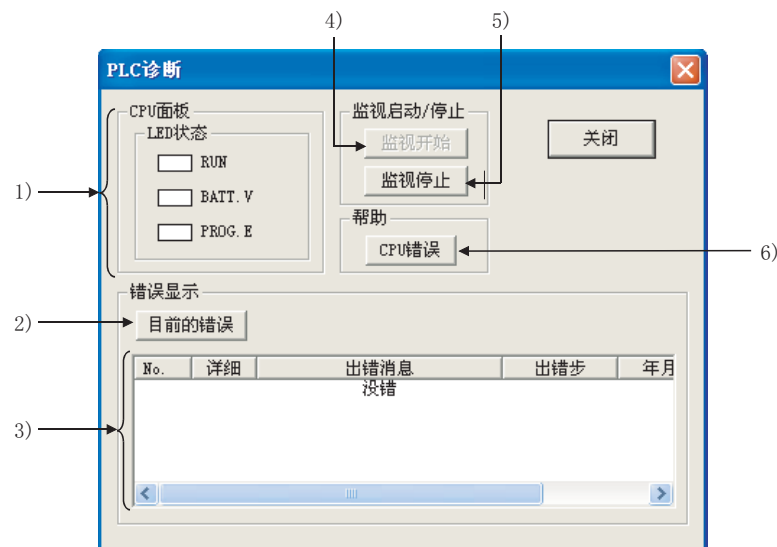 4)
5)
PLC诊断
CPU面板
LED状态
RUN
BATT.V
PROG.E
1)
监视启动/停止
监视开始
监视停止
关闭
帮助
CPU错误
6)
错误显示
2)
目前的错误
No. 详细 出错消息 出错步 年月
没错
3)